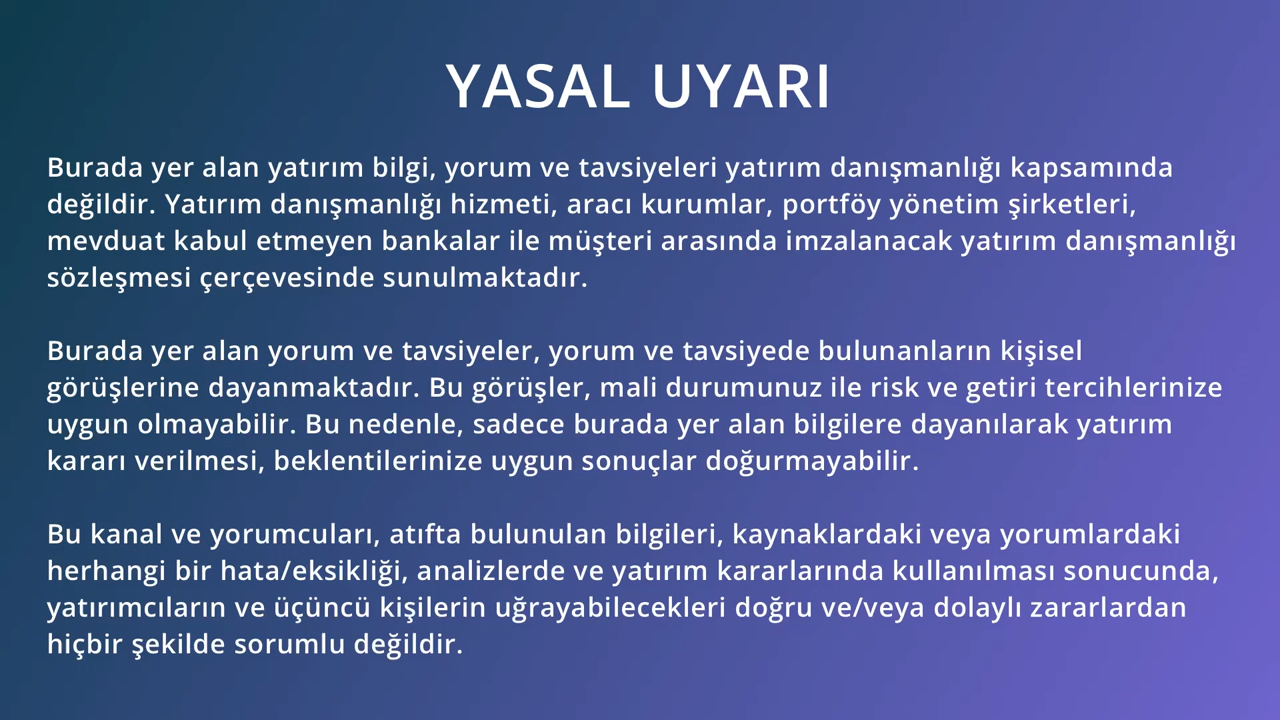 YASAL UYARI
Burada yer alan yatırım bilgi, yorum ve tavsiyeleri yatırım danışmanlığı kapsamında
değildir. Yatırım danışmanlığı hizmeti, aracı kurumlar, portföy yönetim şirketleri,
mevduat kabul etmeyen bankalar ile müşteri arasında imzalanacak yatırım danışmanlığı
sözleşmesi çerçevesinde sunulmaktadır.
Burada yer alan yorum ve tavsiyeler, yorum ve tavsiyede bulunanların kişisel
görüşlerine dayanmaktadır. Bu görüşler, mali durumunuz ile risk ve getiri tercihlerinize
uygun olmayabilir. Bu nedenle, sadece burada yer alan bilgilere dayanılarak yatırım
kararı verilmesi, beklentilerinize uygun sonuçlar doğurmayabilir.
Bu kanal ve yorumcuları, atıfta bulunulan bilgileri, kaynaklardaki veya yorumlardaki
herhangi bir hata/eksikliği, analizlerde ve yatırım kararlarında kullanılması sonucunda,
yatırımcıların ve üçüncü kişilerin uğrayabilecekleri doğru ve/veya dolaylı zararlardan
hiçbir şekilde sorumlu değildir.